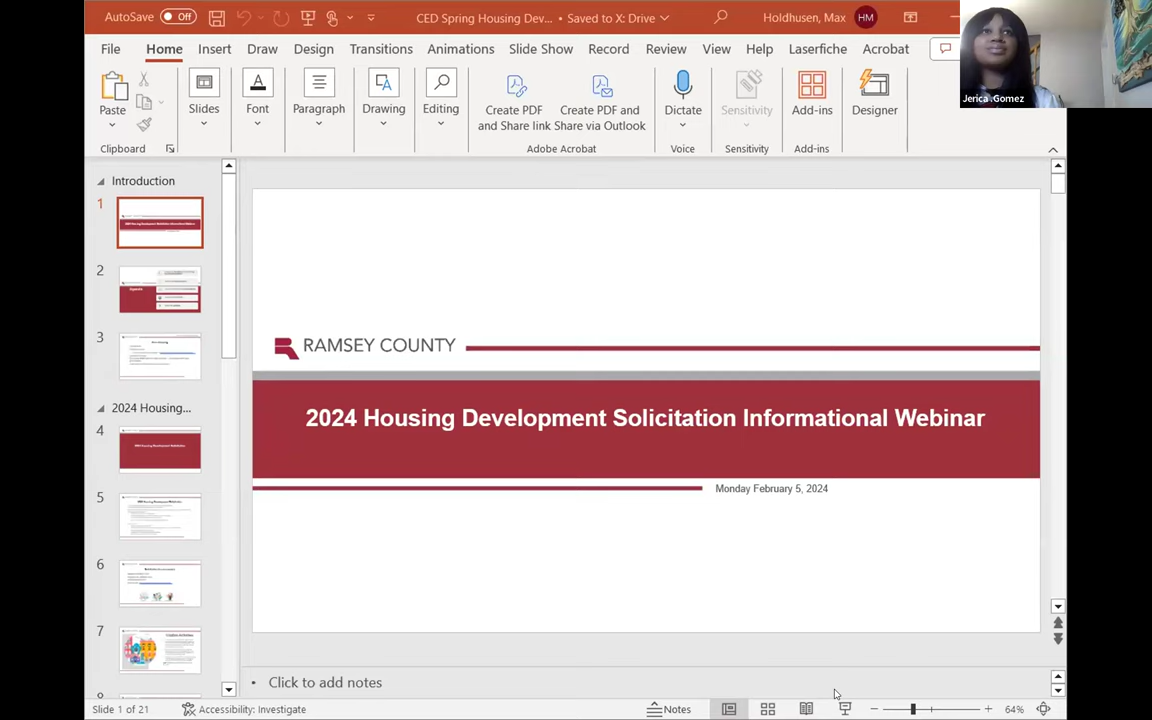 AutoSave Off CED Spring Housing Dev... • Saved to X: Drive Holdhusen, Max HM
File Home Insert Draw Design Transitions Animations Slide Show Record Review View Help Laserfiche Acrobat
Paste Slides Font Paragraph Drawing Editing Create PDF and Share link Create PDF and Share via Outlook Dictate Sensitivity Add-ins Designer
Clipboard Adobe Acrobat Voice Sensitivity Add-ins
Jerica .Gomez
Introduction
1
2
3
2024 Housing...
4
5
6
7
8
RAMSEY COUNTY
2024 Housing Development Solicitation Informational Webinar
Monday February 5, 2024
Click to add notes
Slide 1 of 21 Accessibility: Investigate Notes 64%